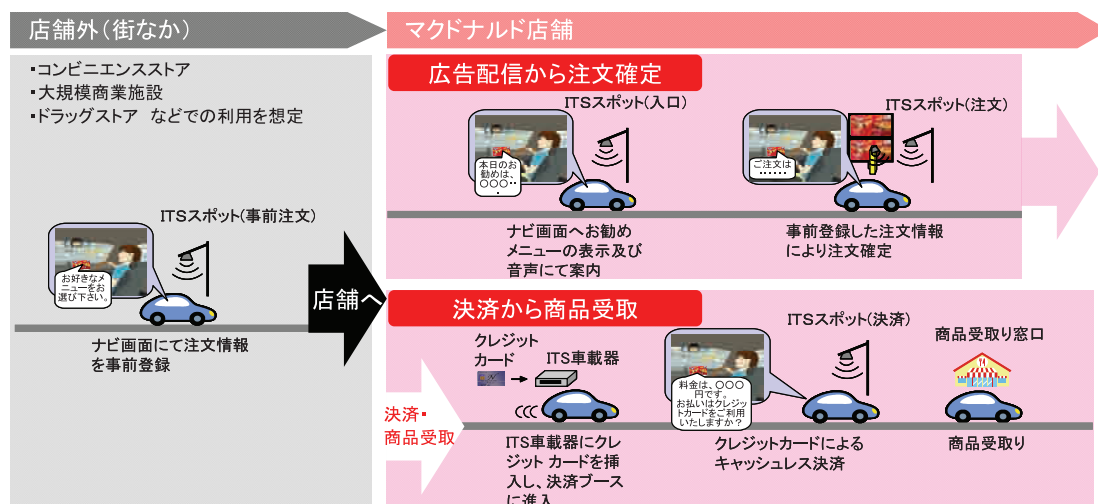 店舗外（街なか）
・コンビニエンスストア
・大規模商業施設
・ドラッグストア などでの利用を想定
ITSスポット(事前注文)
お好きなメ
ニューをお
選び下さい。
ナビ画面にて注文情報
を事前登録
店舗へ
マクドナルド店舗
広告配信から注文確定
ITSスポット(入口)
本日のお
勧めは、
○○○‥
・
ナビ画面へお勧め
メニューの表示及び
音声にて案内
ITSスポット(注文)
ご注文は
‥‥‥
事前登録した注文情報
により注文確定
決済から商品受取
決済・
商品受取
クレジット
カード
ITS車載器
ITS車載器にクレ
ジット カードを挿
入し、決済ブース
に進入
ITSスポット(決済)
料金は、○○○
円です。
お払いはクレジッ
トカードをご利用
いたしますか？
クレジットカードによる
キャッシュレス決済
商品受取り窓口
商品受取り